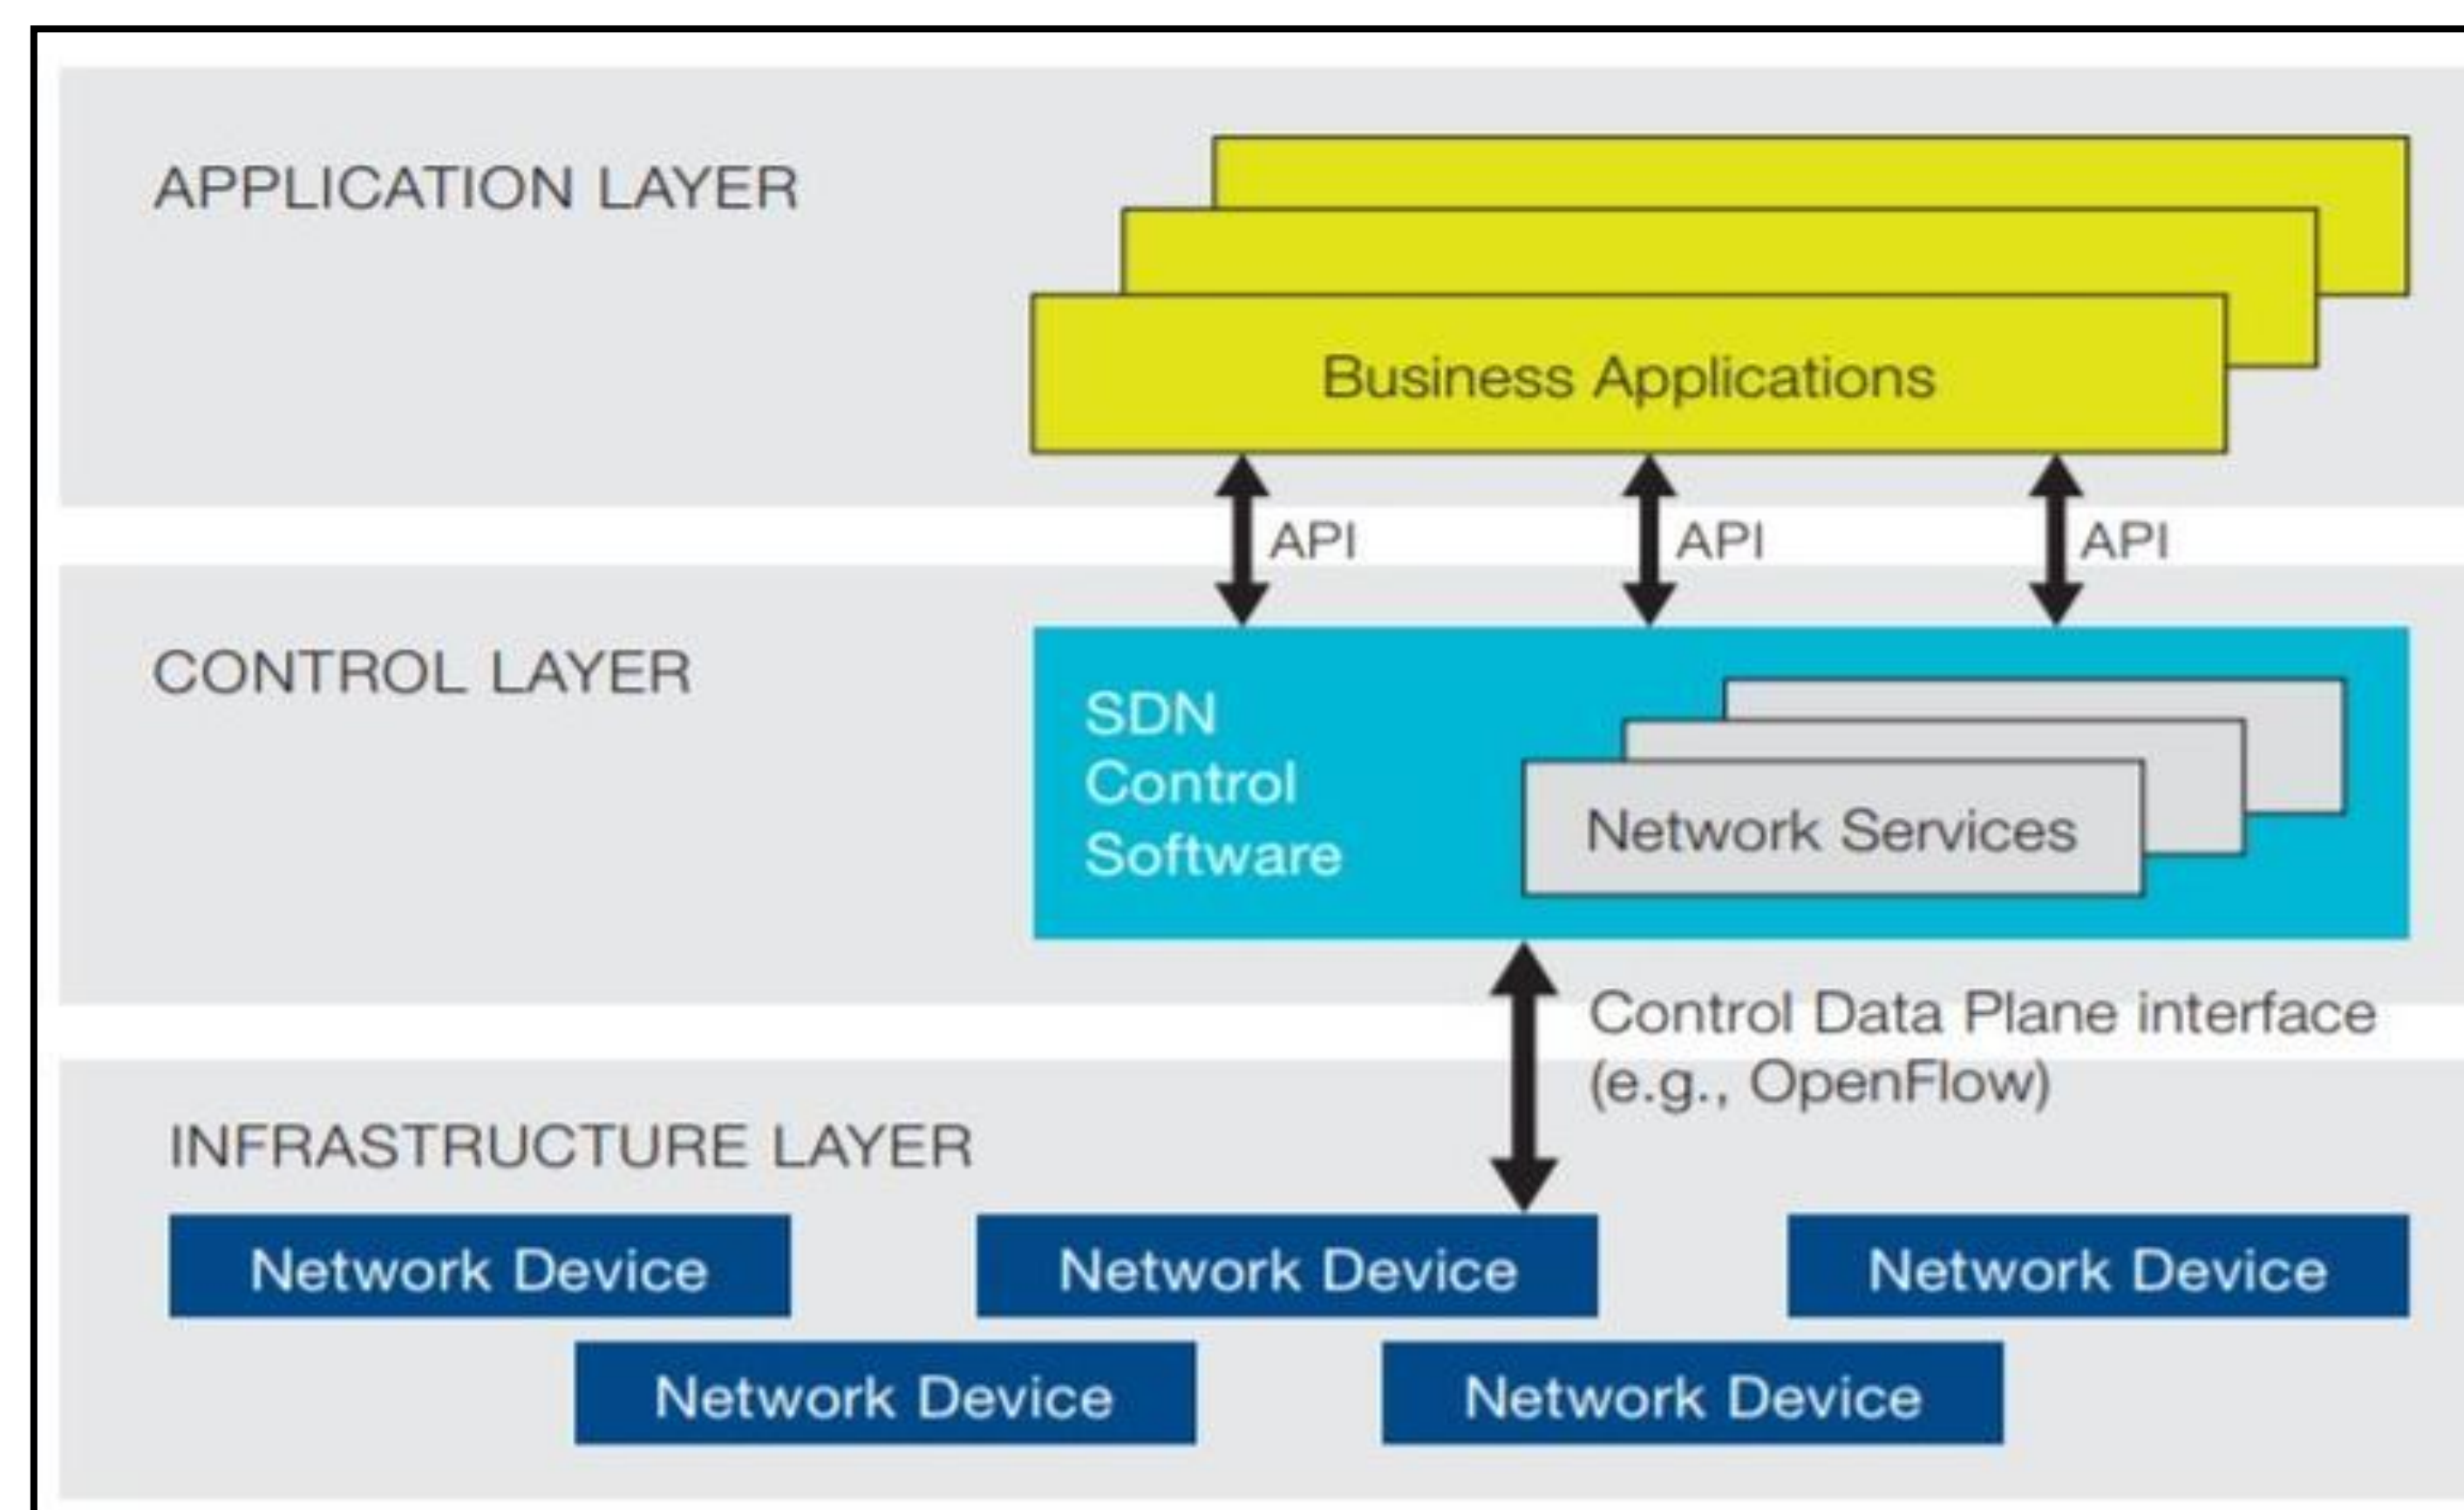 APPLICATION LAYER
Business Applications
API API API
CONTROL LAYER
SDN
Control
Software
Network Services
Control Data Plane interface
(e.g., OpenFlow)
INFRASTRUCTURE LAYER
Network Device Network Device Network Device
Network Device Network Device